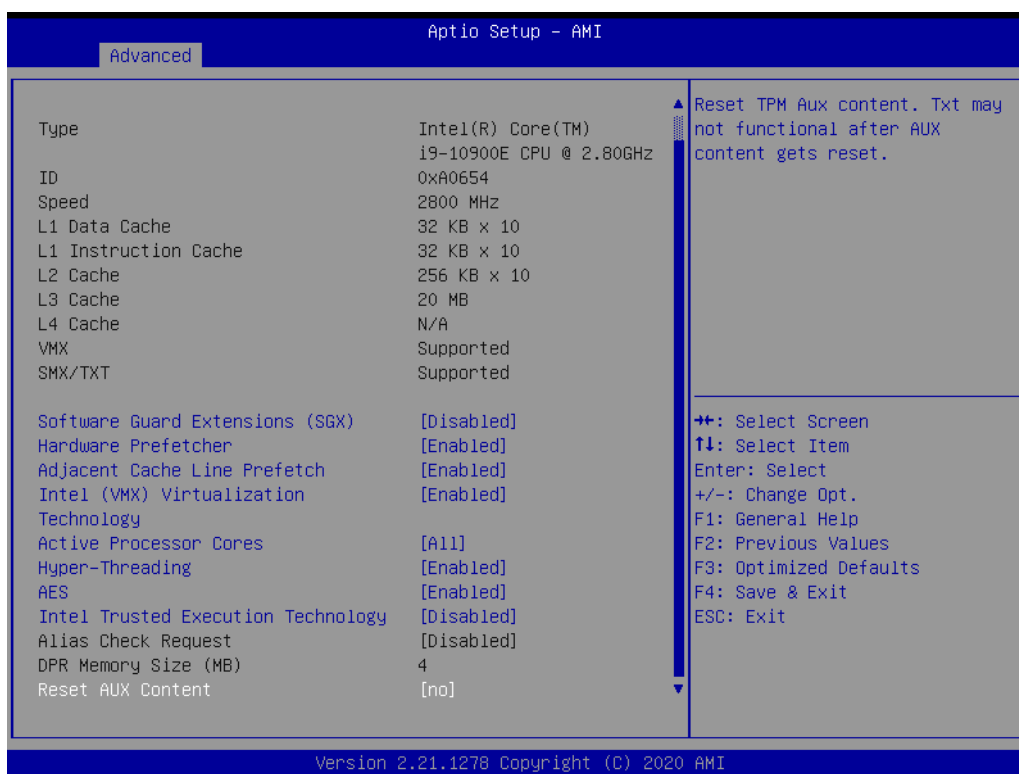 Aptio Setup – AMI
Advanced
Type Intel(R) Core(TM)
i9-10900E CPU @ 2.80GHz
ID 0xA0654
Speed 2800 MHz
L1 Data Cache 32 KB x 10
L1 Instruction Cache 32 KB x 10
L2 Cache 256 KB x 10
L3 Cache 20 MB
L4 Cache N/A
VMX Supported
SMX/TXT Supported
Software Guard Extensions (SGX) [Disabled]
Hardware Prefetcher [Enabled]
Adjacent Cache Line Prefetch [Enabled]
Intel (VMX) Virtualization [Enabled]
Technology
Active Processor Cores [All]
Hyper-Threading [Enabled]
AES [Enabled]
Intel Trusted Execution Technology [Disabled]
Alias Check Request [Disabled]
DPR Memory Size (MB) 4
Reset AUX Content [no]
Reset TPM Aux content. Txt may
not functional after AUX
content gets reset.
→←: Select Screen
↑↓: Select Item
Enter: Select
+/-: Change Opt.
F1: General Help
F2: Previous Values
F3: Optimized Defaults
F4: Save & Exit
ESC: Exit
Version 2.21.1278 Copyright (C) 2020 AMI